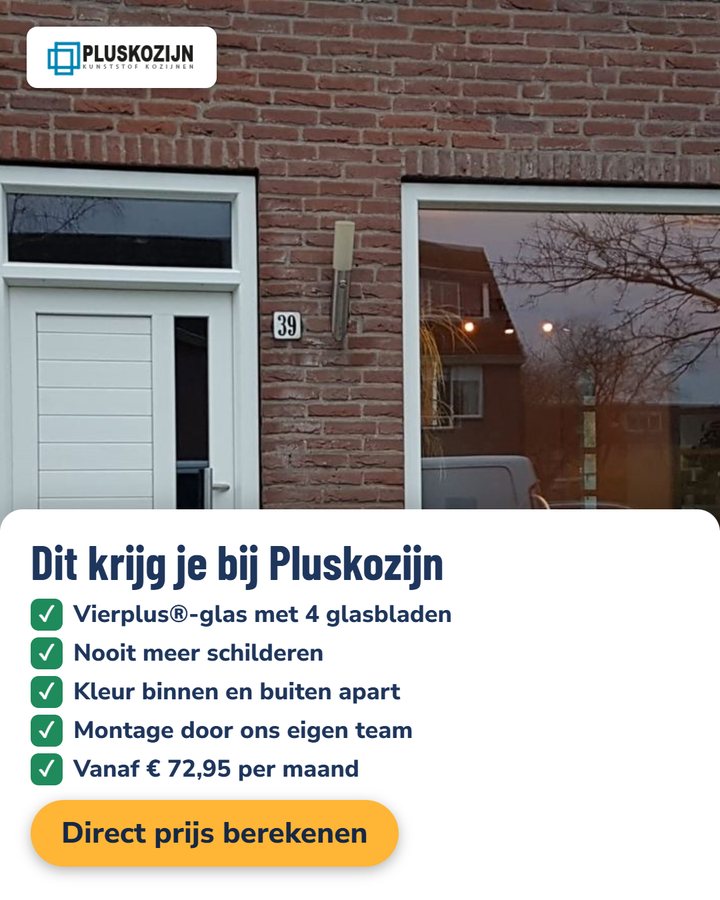 PLUSKOZIJN
KUNSTSTOF KOZIJNEN
39
Dit krijg je bij Pluskozijn
✓ Vierplus®-glas met 4 glasbladen
✓ Nooit meer schilderen
✓ Kleur binnen en buiten apart
✓ Montage door ons eigen team
✓ Vanaf € 72,95 per maand
Direct prijs berekenen